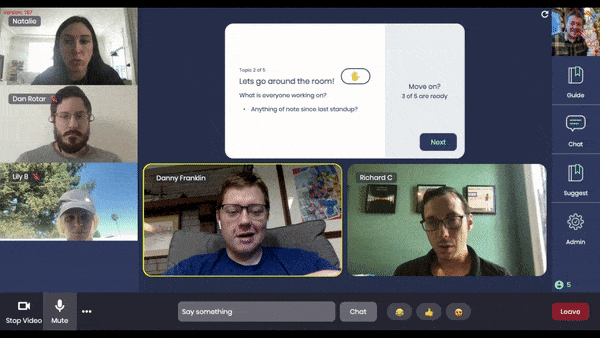 version: 197
Natalie
Dan Rotar
Lily B
Topic 2 of 5
Lets go around the room!
What is everyone working on?
• Anything of note since last standup?
Move on?
3 of 5 are ready
Next
Danny Franklin
Richard C
Guide
Chat
Suggest
Admin
5
Stop Video
Mute
Say something
Chat
Leave